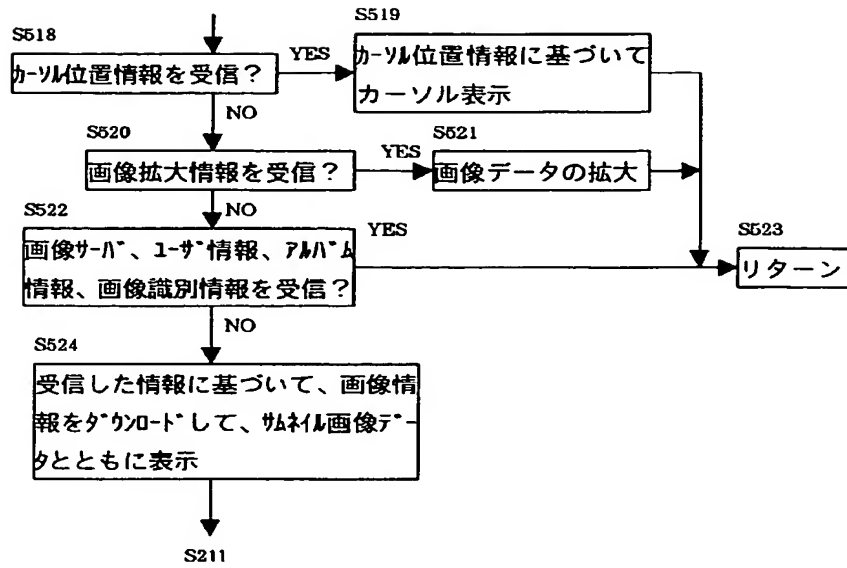 S518
ｶｰｿﾙ位置情報を受信？
YES
S519
ｶｰｿﾙ位置情報に基づいて
カーソル表示
NO
S520
画像拡大情報を受信？
YES
S521
画像データの拡大
S522
NO
画像ｻｰﾊﾞ、ﾕｰｻﾞ情報、ｱﾙﾊﾞﾑ
情報、画像識別情報を受信？
YES
S523
リターン
NO
S524
受信した情報に基づいて、画像情
報をﾀﾞｳﾝﾛｰﾄﾞして、ｻﾑﾈｲﾙ画像ﾃﾞｰ
ﾀとともに表示
S211